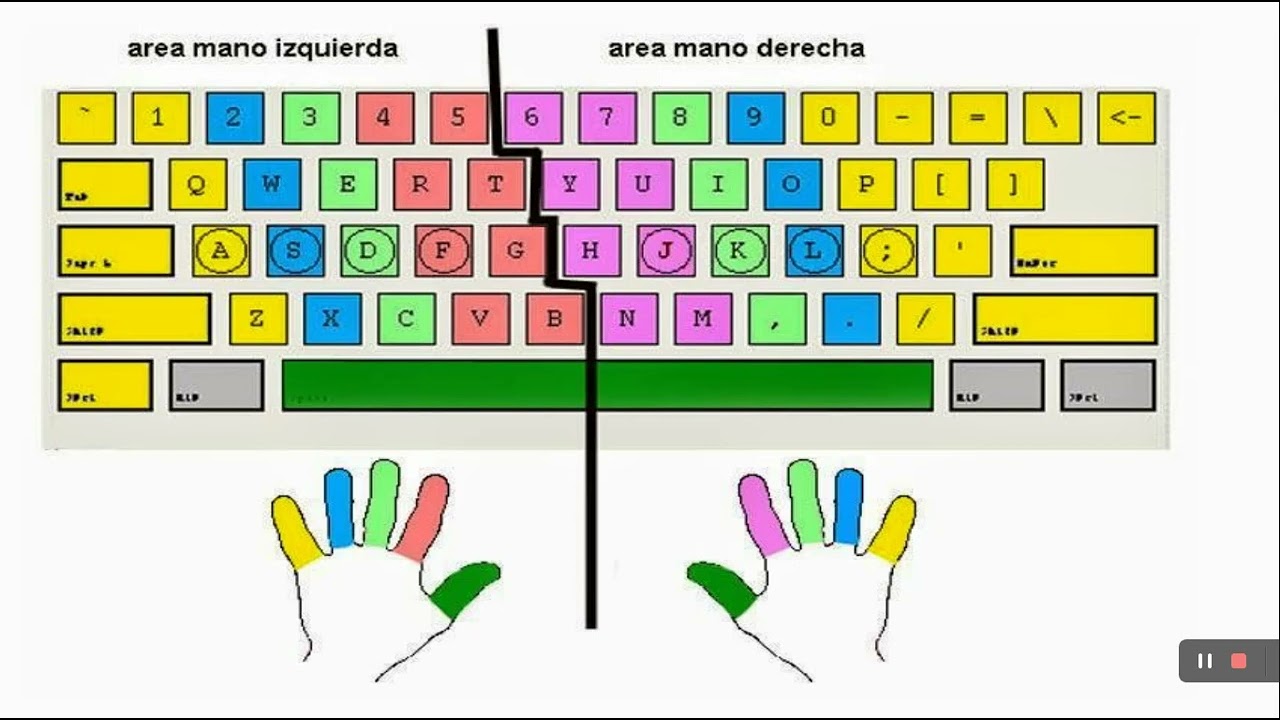 area mano izquierda area mano derecha
~ 1 2 3 4 5 6 7 8 9 0 - = \ <-
Q W E R T Y U I O P [ ]
A S D F G H J K L ; '
Z X C V B N M , . /